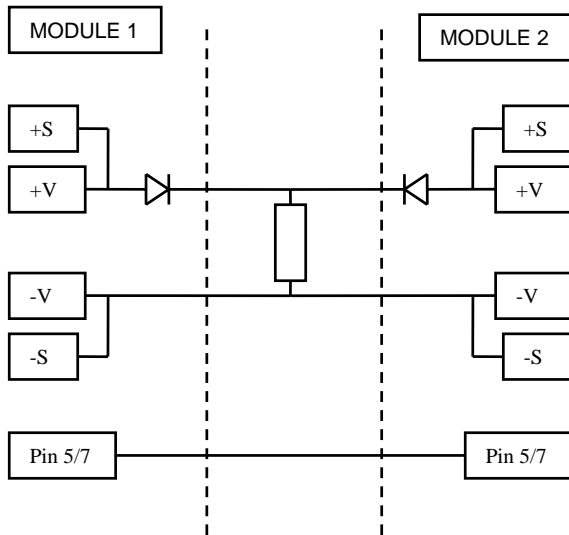 MODULE 1
MODULE 2
+S
+S
+V
+V
-V
-V
-S
-S
Pin 5/7
Pin 5/7